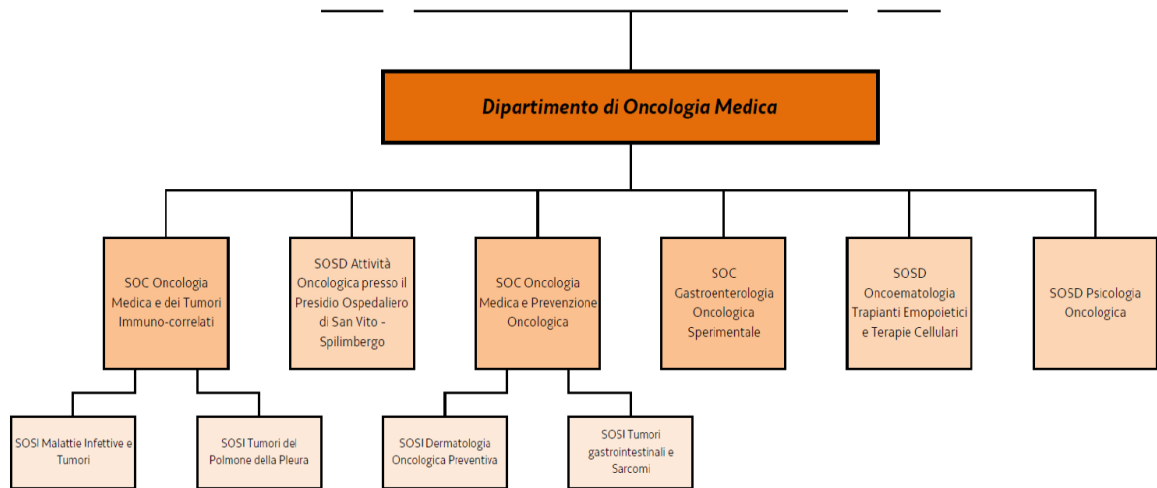 Dipartimento di Oncologia Medica
SOC Oncologia
Medica e dei Tumori
Immuno-correlati
SOSD Attività
Oncologica presso il
Presidio Ospedaliero
di San Vito -
Spilimbergo
SOC Oncologia
Medica e Prevenzione
Oncologica
SOC
Gastroenterologia
Oncologica
Sperimentale
SOSD
Oncoematologia
Trapianti Emopoietici
e Terapie Cellulari
SOSD Psicologia
Oncologica
SOSI Malattie Infettive e
Tumori
SOSI Tumori del
Polmone della Pleura
SOSI Dermatologia
Oncologica Preventiva
SOSI Tumori
gastrointestinali e
Sarcomi